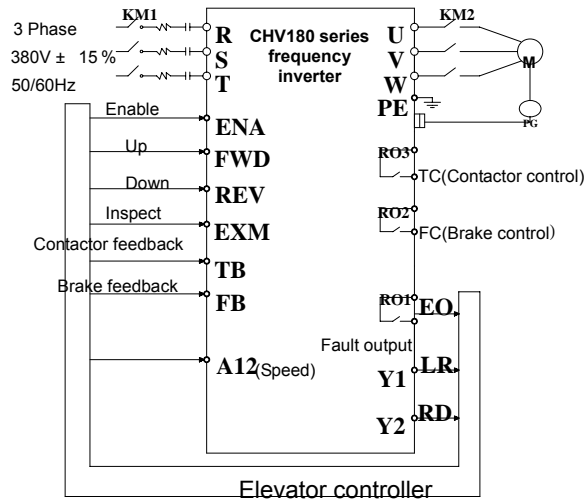 3 Phase
KM1
R
CHV180 series
frequency
inverter
U
KM2
380V ± 15 %
S
V
M
50/60Hz
T
W
Enable
ENA
PE
PG
Up
FWD
RO3
TC(Contactor control)
Down
REV
Inspect
EXM
RO2
FC(Brake control)
Contactor feedback
TB
Brake feedback
FB
RO1
EO
Fault output
A12(Speed)
Y1
LR
Y2
RD
Elevator controller